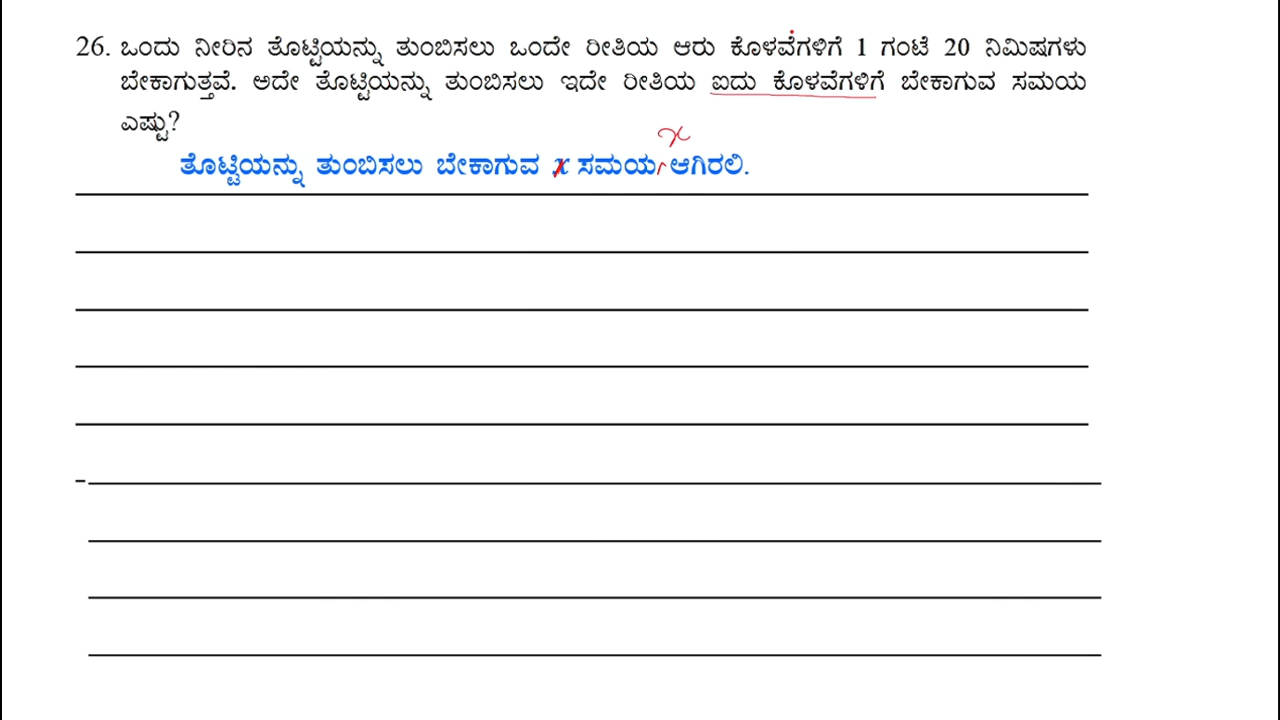 26. ಒಂದು ನೀರಿನ ತೊಟ್ಟಿಯನ್ನು ತುಂಬಿಸಲು ಒಂದೇ ರೀತಿಯ ಆರು ಕೊಳವೆಗಳಿಗೆ 1 ಗಂಟೆ 20 ನಿಮಿಷಗಳು
ಬೇಕಾಗುತ್ತವೆ. ಅದೇ ತೊಟ್ಟಿಯನ್ನು ತುಂಬಿಸಲು ಇದೇ ರೀತಿಯ ಐದು ಕೊಳವೆಗಳಿಗೆ ಬೇಕಾಗುವ ಸಮಯ
ಎಷ್ಟು?
x
ತೊಟ್ಟಿಯನ್ನು ತುಂಬಿಸಲು ಬೇಕಾಗುವ x ಸಮಯ ಆಗಿರಲಿ.